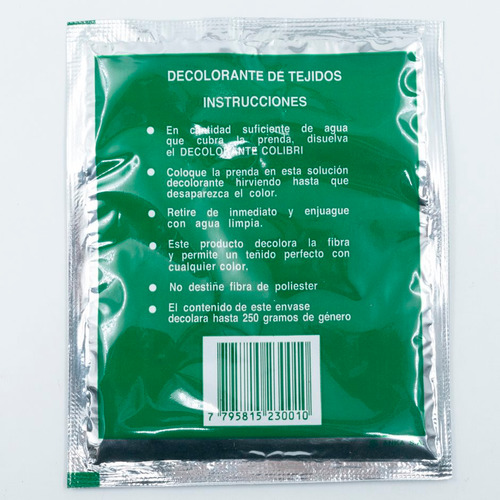 DECOLORANTE DE TEJIDOS
INSTRUCCIONES
● En cantidad suficiente de agua
que cubra la prenda, disuelva
el DECOLORANTE COLIBRI
● Coloque la prenda en esta solución
decolorante hirviendo hasta que
desaparezca el color.
● Retire de inmediato y enjuague
con agua limpia.
● Este producto decolora la fibra
y permite un teñido perfecto con
cualquier color.
● No destiñe fibra de poliester
● El contenido de este envase
decolara hasta 250 gramos de género
7 795815 230010